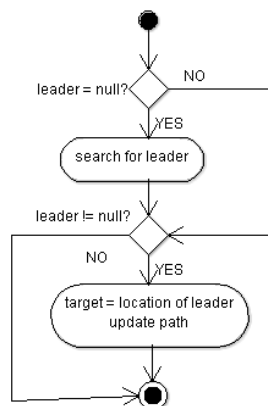 leader = null?
NO
YES
search for leader
leader != null?
NO
YES
target = location of leader
update path